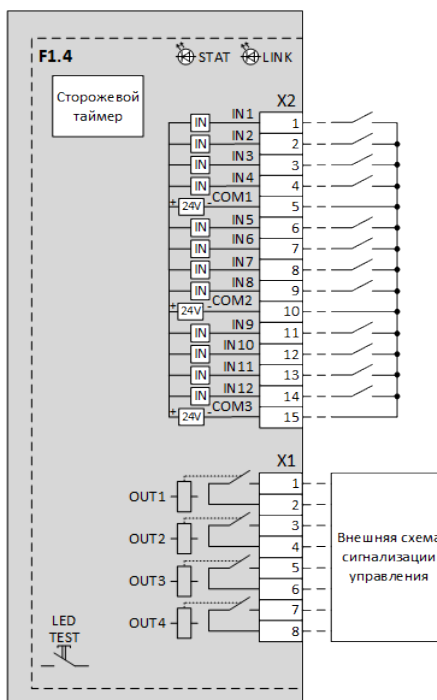 F1.4 STAT LINK
Сторожевой
таймер
X2
IN IN1 1
IN IN2 2
IN IN3 3
IN IN4 4
+ 24V - COM1 5
IN IN5 6
IN IN6 7
IN IN7 8
IN IN8 9
+ 24V - COM2 10
IN IN9 11
IN IN10 12
IN IN11 13
IN IN12 14
+ 24V - COM3 15
X1
OUT1 1
2
OUT2 3
4
OUT3 5
6
OUT4 7
8
Внешняя схема
сигнализации
управления
LED
TEST